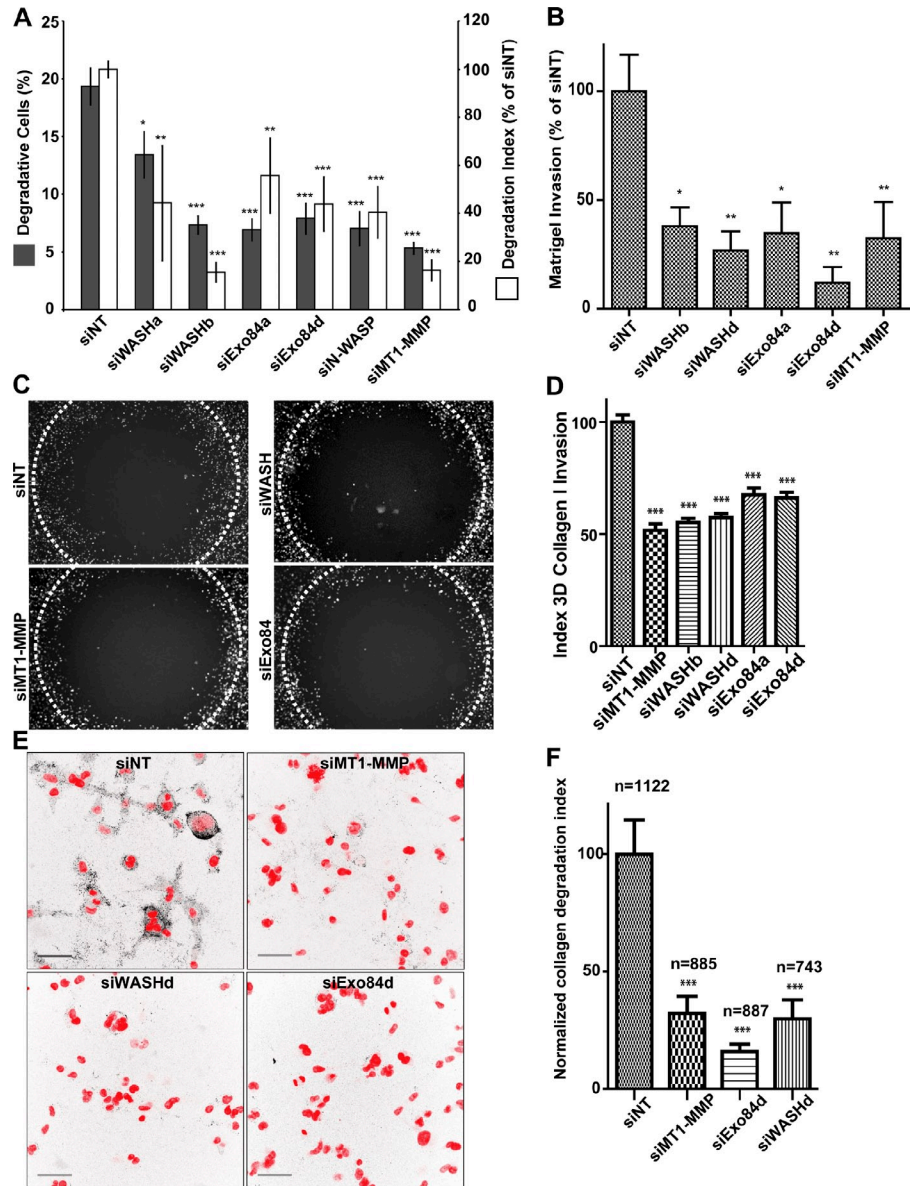 A
Degradative Cells (%)
25
20
15
10
5
0
120
100
80
60
40
20
0
Degradation Index (% of siNT)
* ** *** *** *** ** *** *** *** *** *** ***
siNT siWASHa siWASHb siExo84a siExo84d siN-WASP siMT1-MMP
B
Matrigel Invasion (% of siNT)
100
50
0
* ** * ** **
siNT siWASHb siWASHd siExo84a siExo84d siMT1-MMP
C
siNT
siWASH
siMT1-MMP
siExo84
D
Index 3D Collagen I Invasion
100
50
0
*** *** *** *** ***
siNT siMT1-MMP siWASHb siWASHd siExo84a siExo84d
E
siNT
siMT1-MMP
siWASHd
siExo84d
F
Normalized collagen degradation index
100
50
0
n=1122
n=885
***
n=887
***
n=743
***
siNT siMT1-MMP siExo84d siWASHd